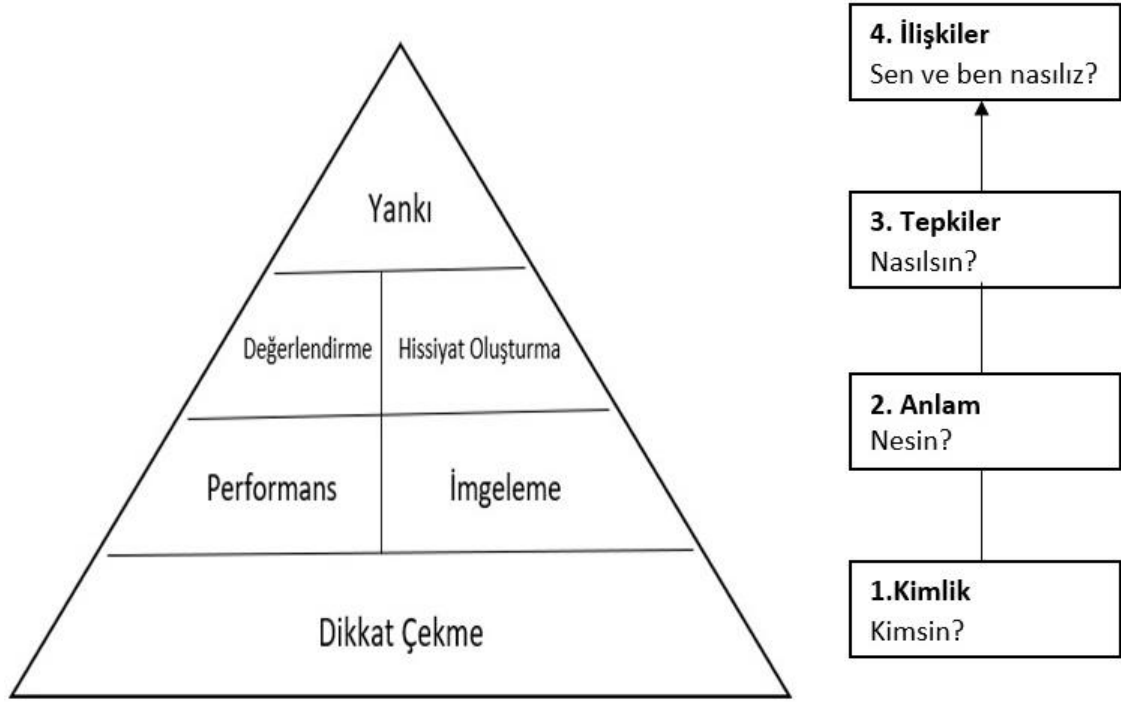 Yankı
Değerlendirme
Hissiyat Oluşturma
Performans
İmgeleme
Dikkat Çekme
4. İlişkiler
Sen ve ben nasılız?
3. Tepkiler
Nasılsın?
2. Anlam
Nesin?
1.Kimlik
Kimsin?